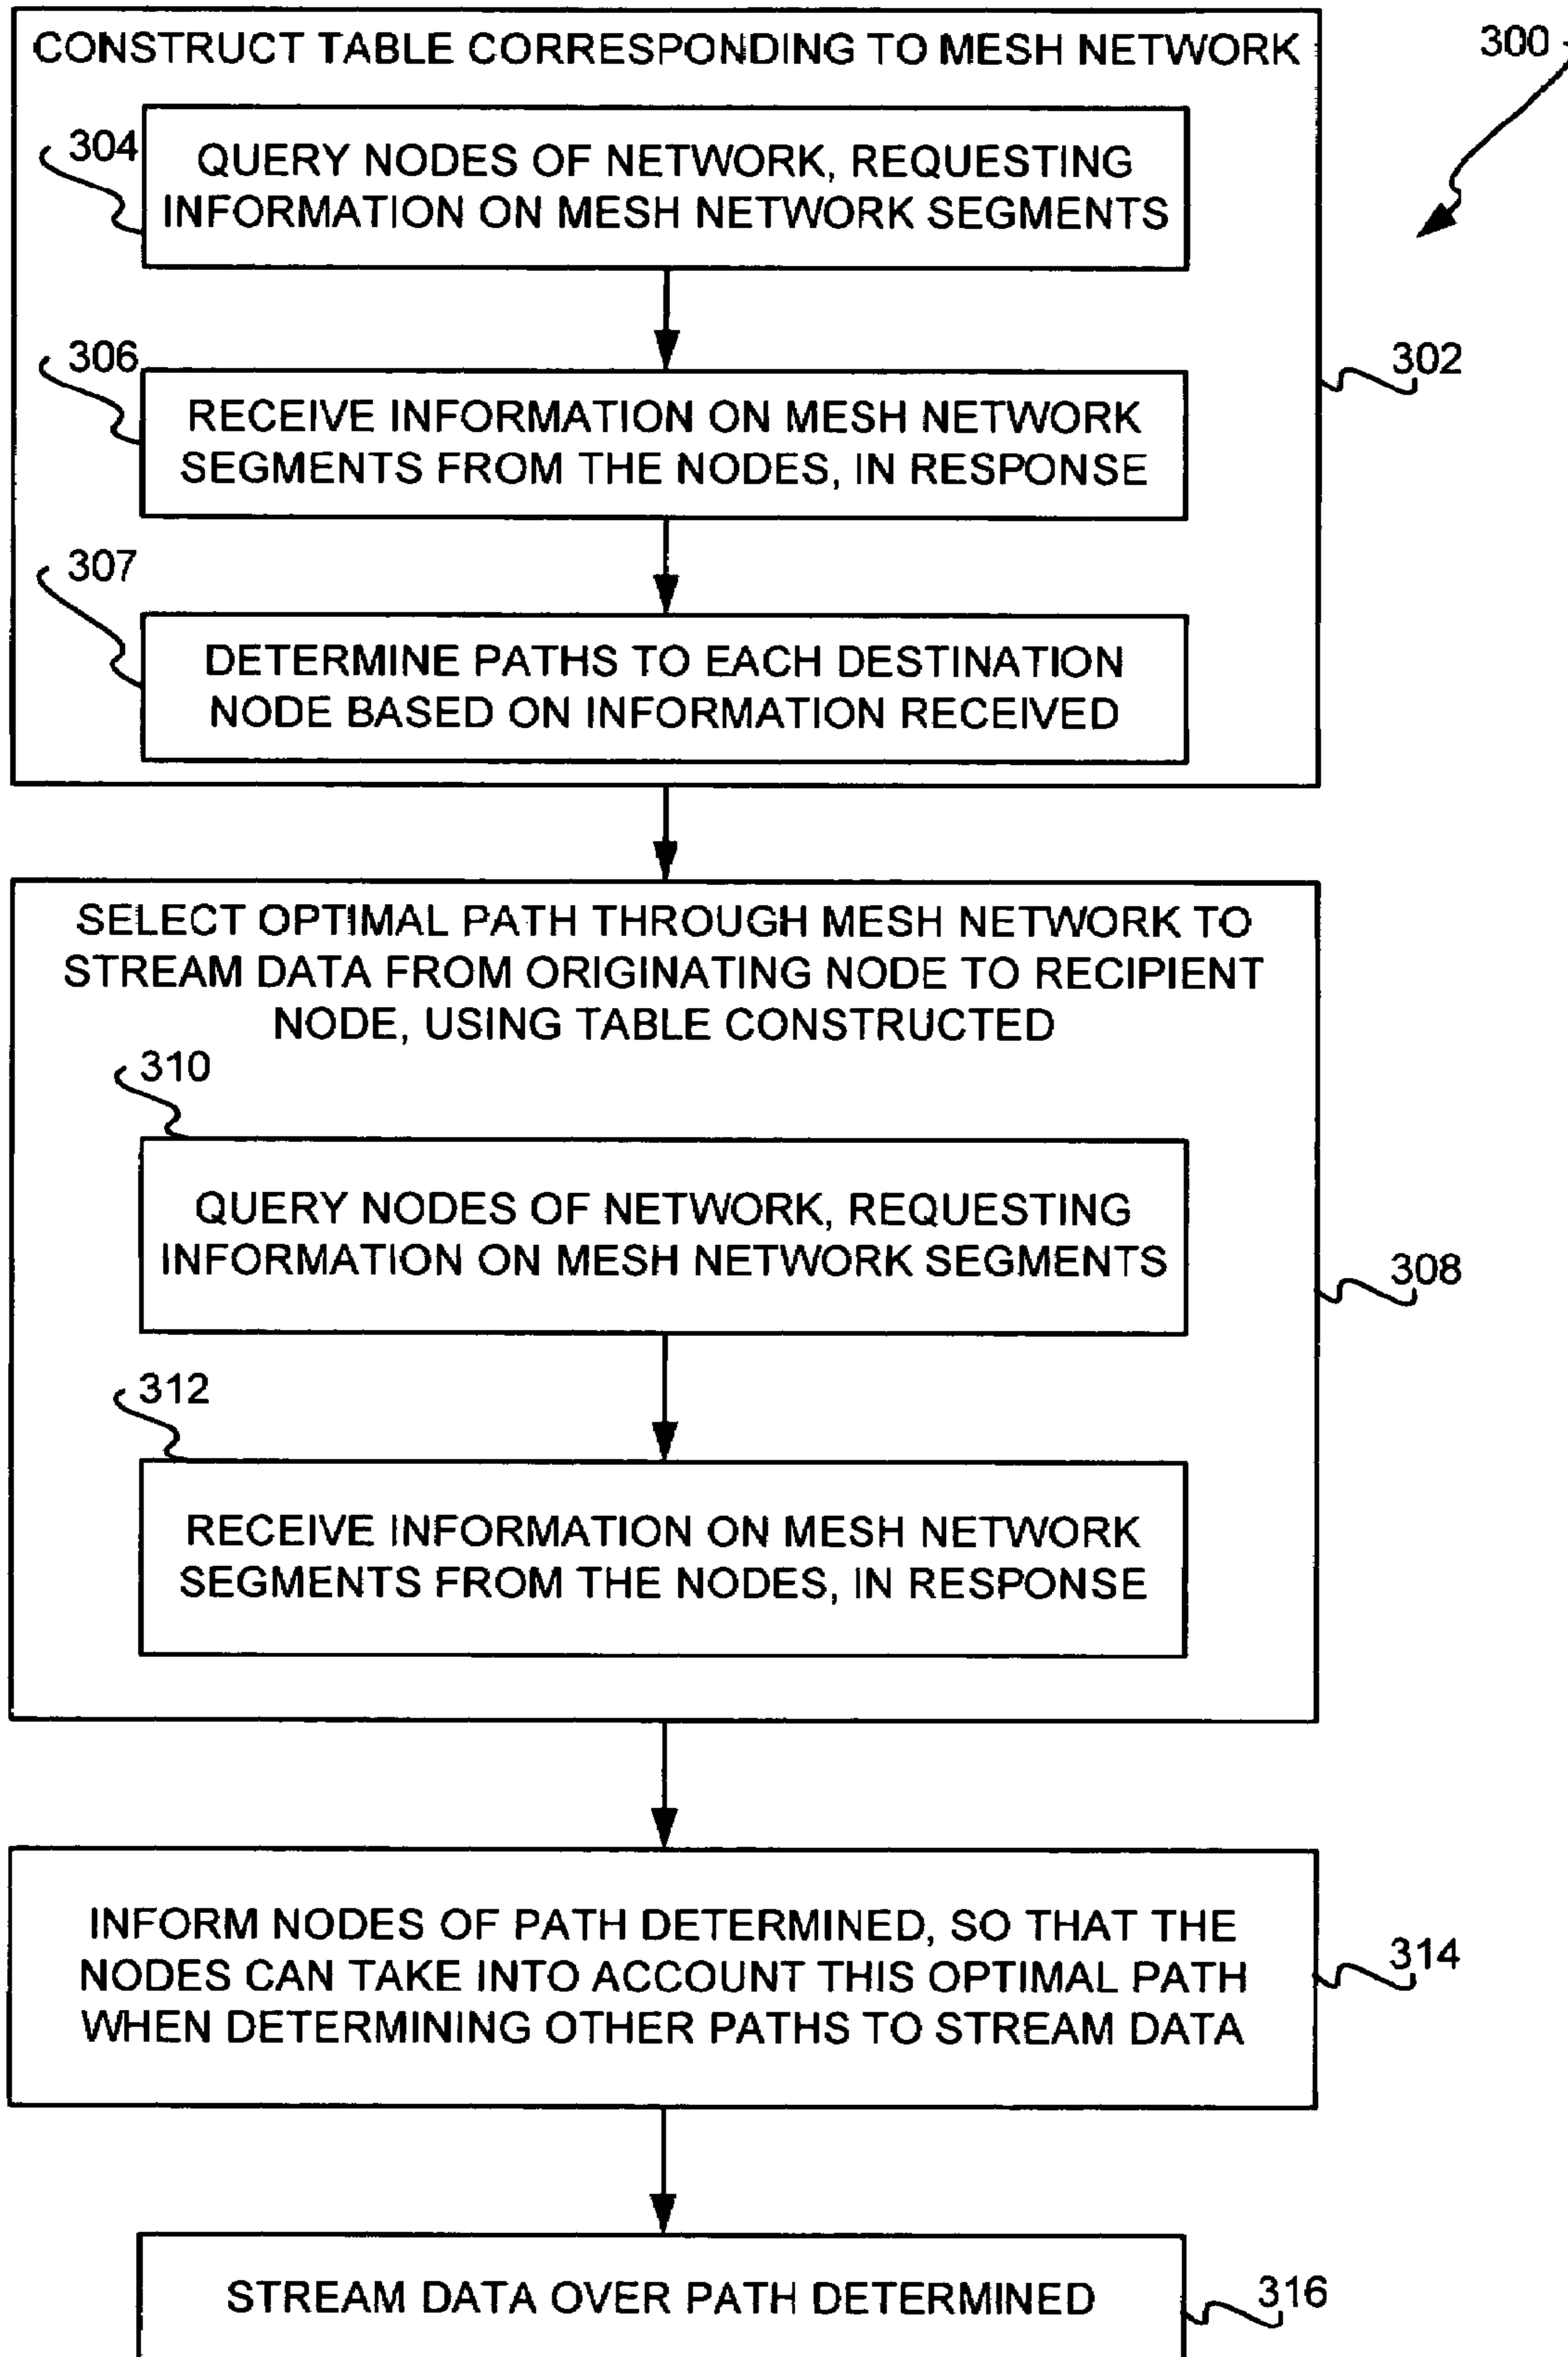 CONSTRUCT TABLE CORRESPONDING TO MESH NETWORK
300
304
QUERY NODES OF NETWORK, REQUESTING
INFORMATION ON MESH NETWORK SEGMENTS
306
302
RECEIVE INFORMATION ON MESH NETWORK
SEGMENTS FROM THE NODES, IN RESPONSE
307
DETERMINE PATHS TO EACH DESTINATION
NODE BASED ON INFORMATION RECEIVED
SELECT OPTIMAL PATH THROUGH MESH NETWORK TO
STREAM DATA FROM ORIGINATING NODE TO RECIPIENT
NODE, USING TABLE CONSTRUCTED
310
QUERY NODES OF NETWORK, REQUESTING
INFORMATION ON MESH NETWORK SEGMENTS
308
312
RECEIVE INFORMATION ON MESH NETWORK
SEGMENTS FROM THE NODES, IN RESPONSE
INFORM NODES OF PATH DETERMINED, SO THAT THE
NODES CAN TAKE INTO ACCOUNT THIS OPTIMAL PATH
WHEN DETERMINING OTHER PATHS TO STREAM DATA
314
STREAM DATA OVER PATH DETERMINED
316